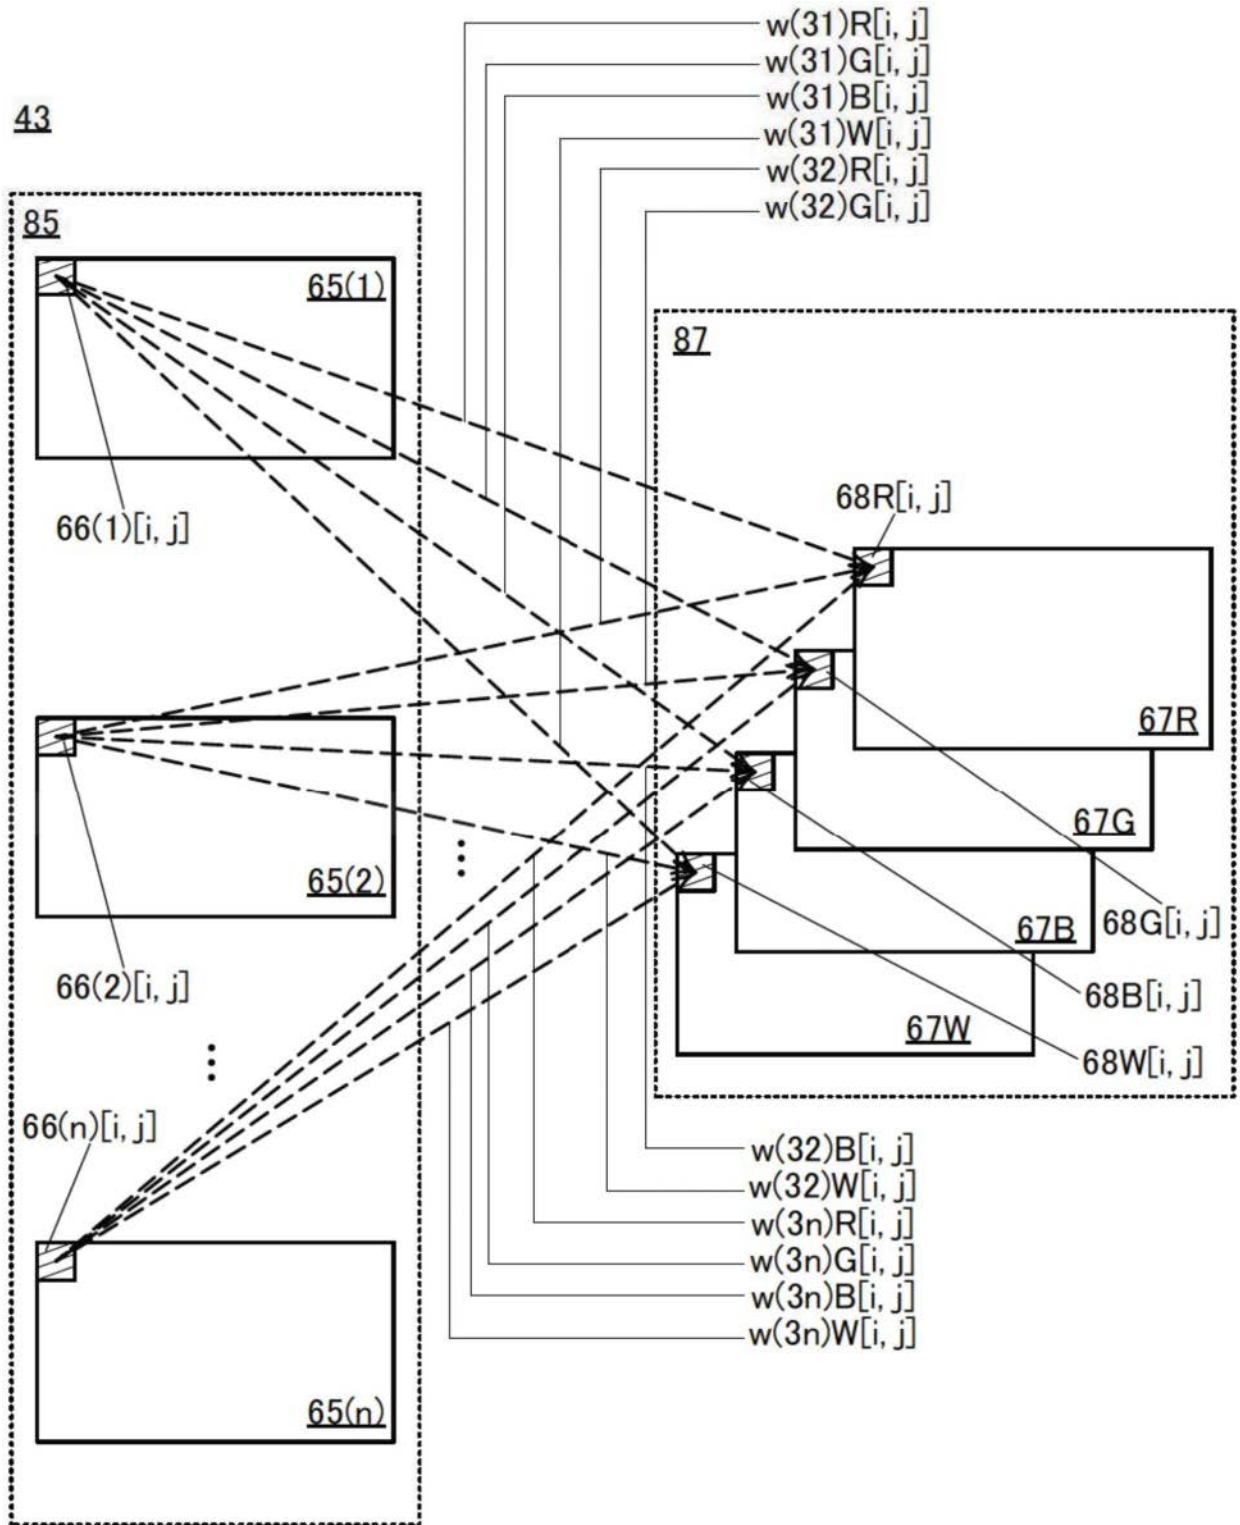 w(31)R[i, j]
w(31)G[i, j]
w(31)B[i, j]
w(31)W[i, j]
w(32)R[i, j]
w(32)G[i, j]
43
85
65(1)
66(1)[i, j]
87
68R[i, j]
67R
67G
65(2)
66(2)[i, j]
68G[i, j]
67B
68B[i, j]
67W
68W[i, j]
66(n)[i, j]
w(32)B[i, j]
w(32)W[i, j]
w(3n)R[i, j]
w(3n)G[i, j]
w(3n)B[i, j]
w(3n)W[i, j]
65(n)